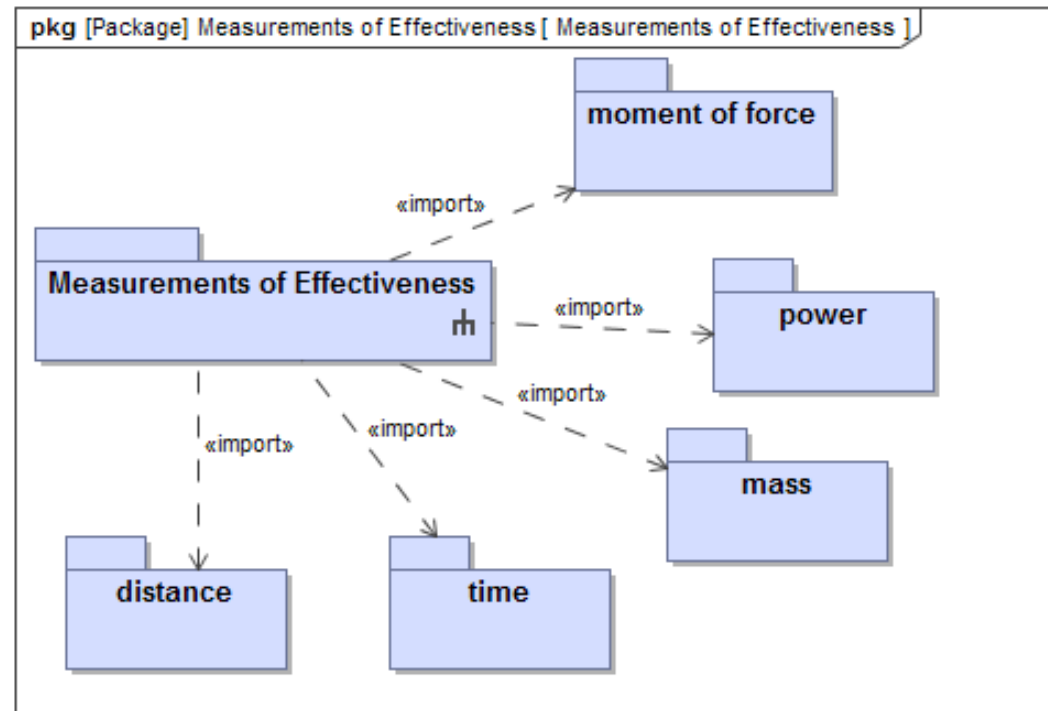 pkg [Package] Measurements of Effectiveness [ Measurements of Effectiveness ]
moment of force
«import»
Measurements of Effectiveness
«import»
power
«import»
«import»
«import»
mass
distance
time